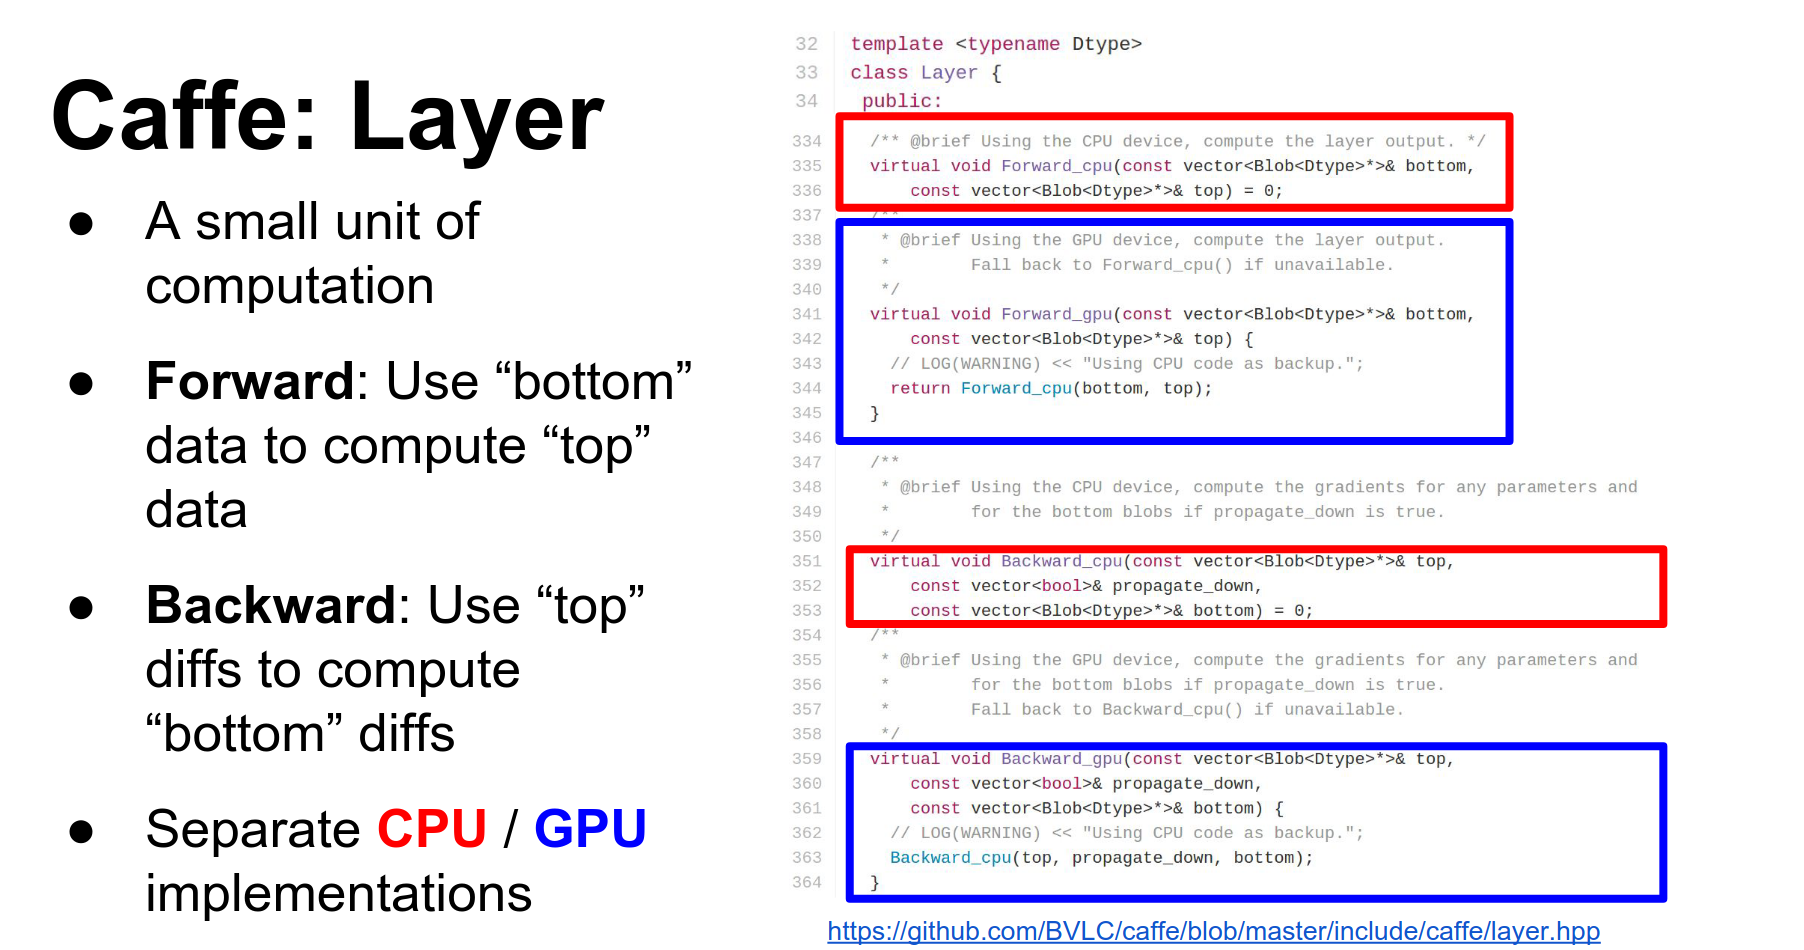 Caffe: Layer
● A small unit of
computation
● Forward: Use “bottom”
data to compute “top”
data
● Backward: Use “top”
diffs to compute
“bottom” diffs
● Separate CPU / GPU
implementations
32 template <typename Dtype>
33 class Layer {
34 public:
334 /** @brief Using the CPU device, compute the layer output. */
335 virtual void Forward_cpu(const vector<Blob<Dtype>*>& bottom,
336 const vector<Blob<Dtype>*>& top) = 0;
337 /**
338 * @brief Using the GPU device, compute the layer output.
339 * Fall back to Forward_cpu() if unavailable.
340 */
341 virtual void Forward_gpu(const vector<Blob<Dtype>*>& bottom,
342 const vector<Blob<Dtype>*>& top) {
343 // LOG(WARNING) << "Using CPU code as backup.";
344 return Forward_cpu(bottom, top);
345 }
346
347 /**
348 * @brief Using the CPU device, compute the gradients for any parameters and
349 * for the bottom blobs if propagate_down is true.
350 */
351 virtual void Backward_cpu(const vector<Blob<Dtype>*>& top,
352 const vector<bool>& propagate_down,
353 const vector<Blob<Dtype>*>& bottom) = 0;
354 /**
355 * @brief Using the GPU device, compute the gradients for any parameters and
356 * for the bottom blobs if propagate_down is true.
357 * Fall back to Backward_cpu() if unavailable.
358 */
359 virtual void Backward_gpu(const vector<Blob<Dtype>*>& top,
360 const vector<bool>& propagate_down,
361 const vector<Blob<Dtype>*>& bottom) {
362 // LOG(WARNING) << "Using CPU code as backup.";
363 Backward_cpu(top, propagate_down, bottom);
364 }
https://github.com/BVLC/caffe/blob/master/include/caffe/layer.hpp